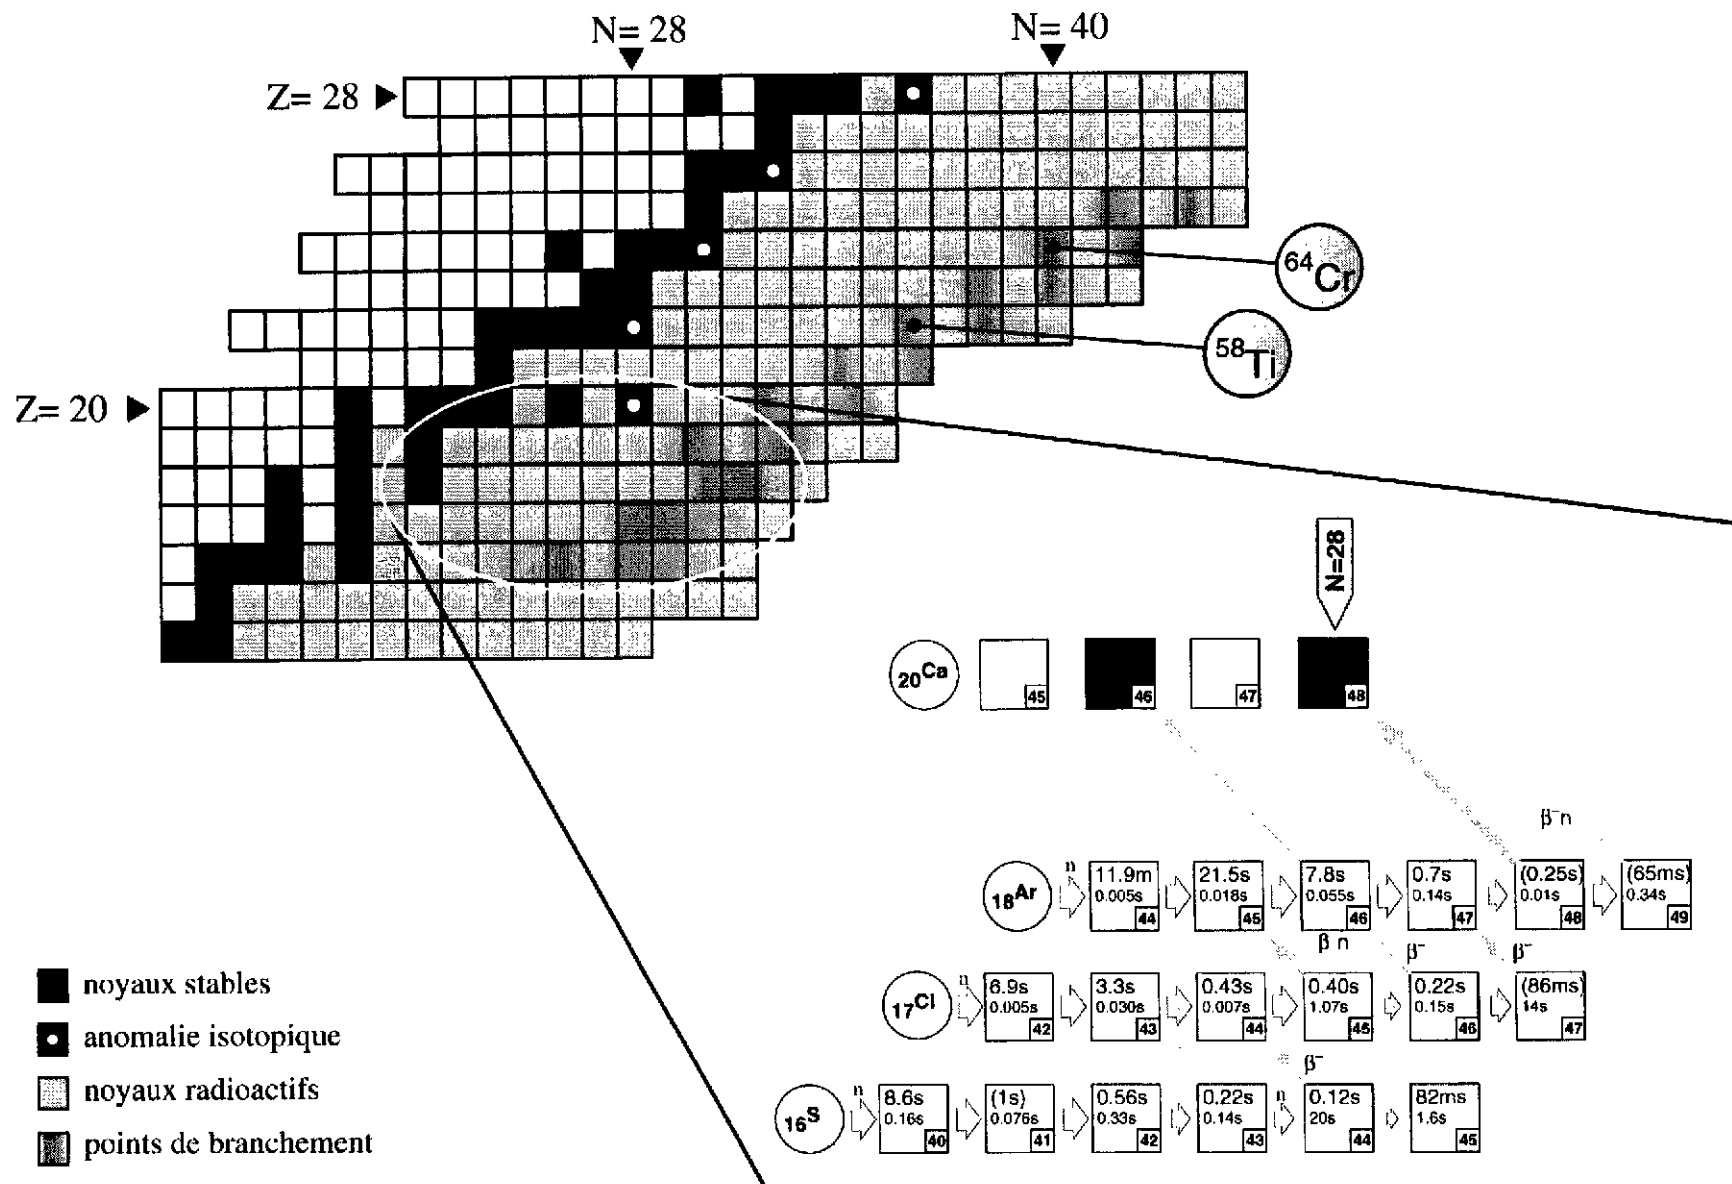 N= 28
N= 40
Z= 28
64Cr
58Ti
Z= 20
N=28
20Ca
45
46
47
48
β⁻n
18Ar
n
11.9m
0.005s
44
21.5s
0.018s
45
7.8s
0.055s
46
0.7s
0.14s
47
(0.25s)
0.01s
48
(65ms)
0.34s
49
β n
β⁻
β⁻
17Cl
n
6.9s
0.005s
42
3.3s
0.030s
43
0.43s
0.007s
44
0.40s
1.07s
45
0.22s
0.15s
46
(86ms)
14s
47
β⁻
16S
n
8.6s
0.16s
40
(1s)
0.076s
41
0.56s
0.33s
42
0.22s
0.14s
43
n
0.12s
20s
44
82ms
1.6s
45
noyaux stables
anomalie isotopique
noyaux radioactifs
points de branchement